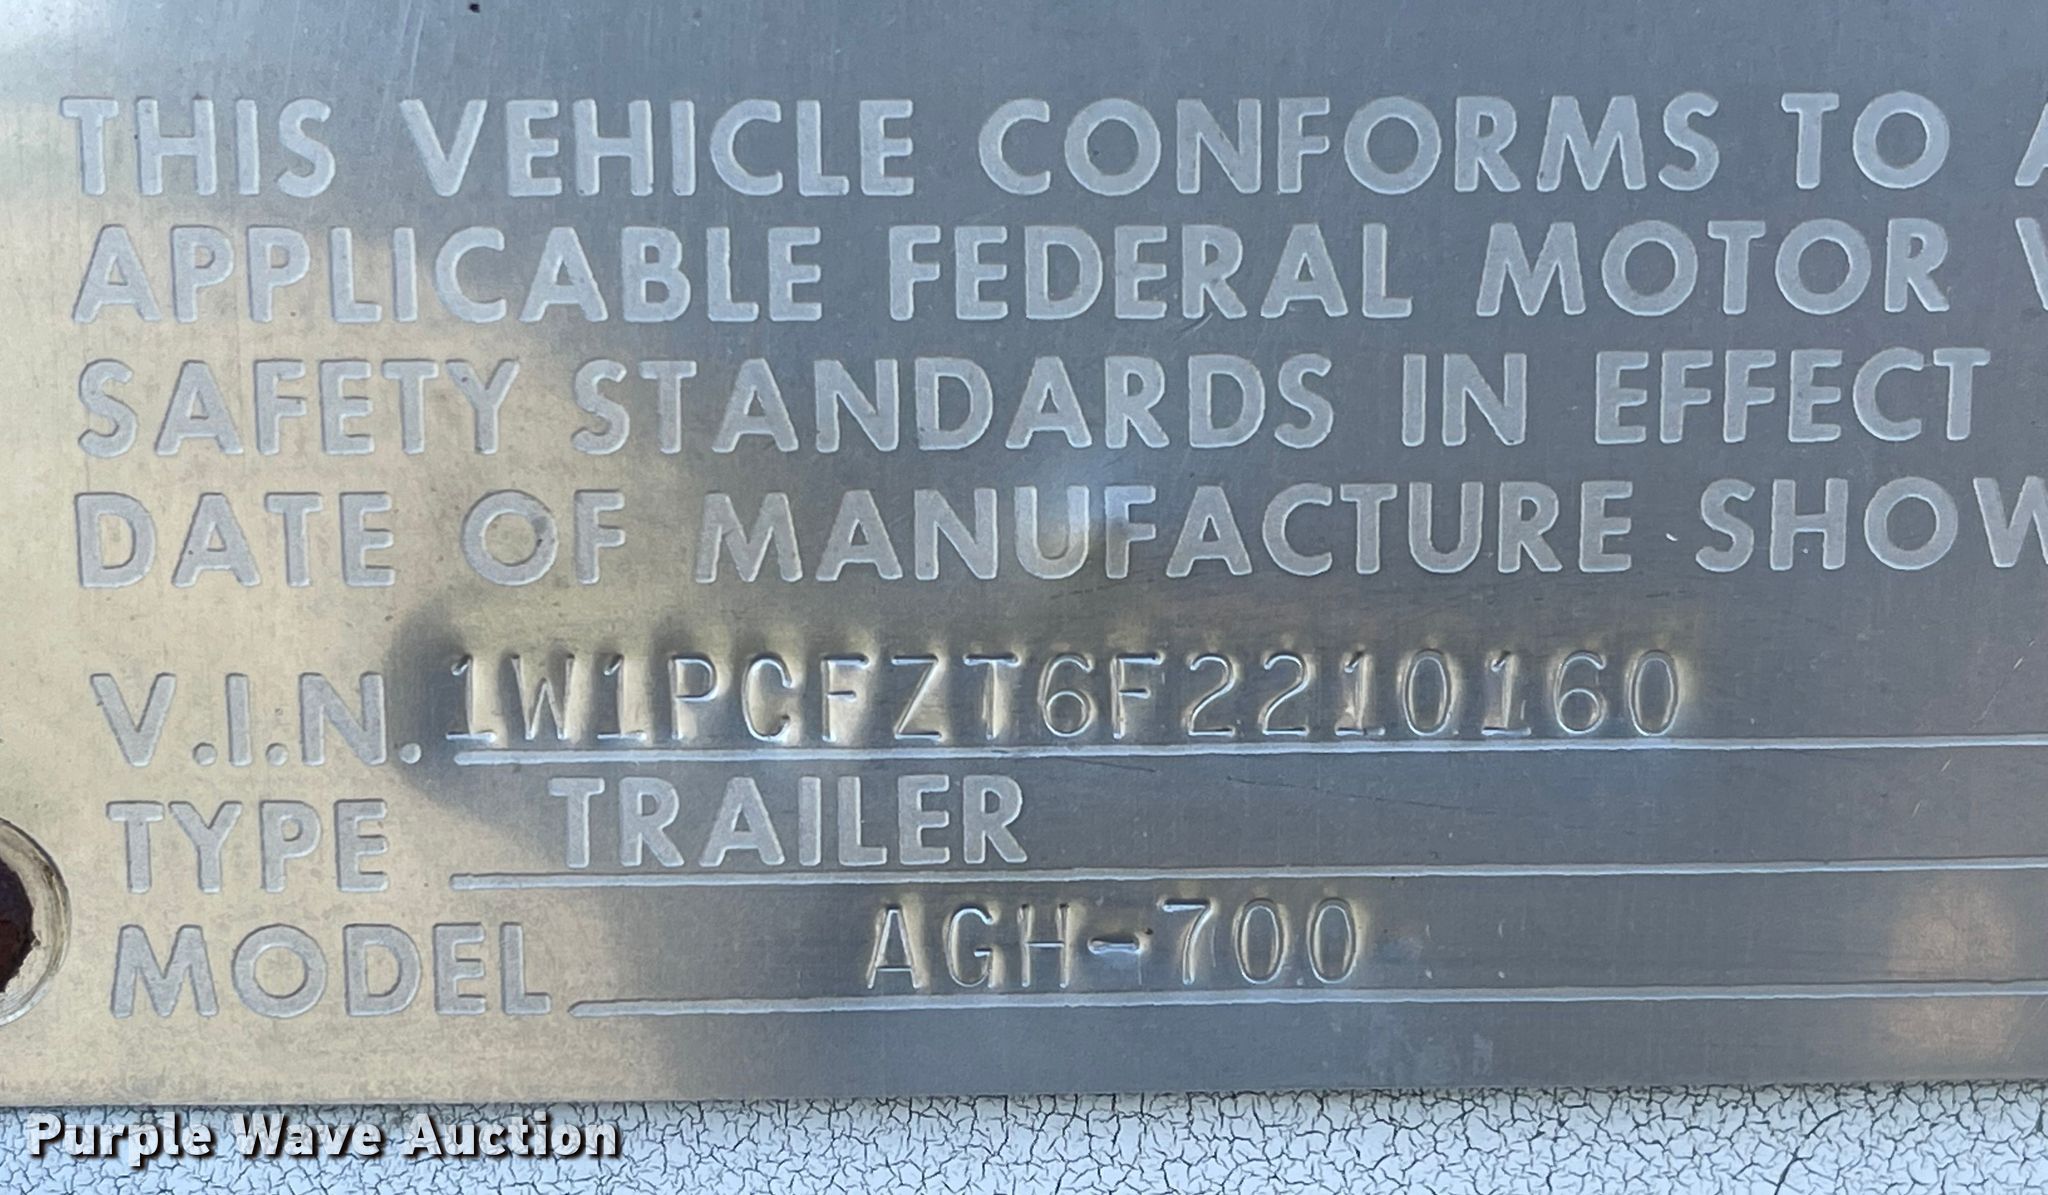 THIS VEHICLE CONFORMS TO A
APPLICABLE FEDERAL MOTOR V
SAFETY STANDARDS IN EFFECT
DATE OF MANUFACTURE SHOW
V.I.N. 1W1PCFZT6F2210160
TYPE TRAILER
MODEL AGH-700
Purple Wave Auction